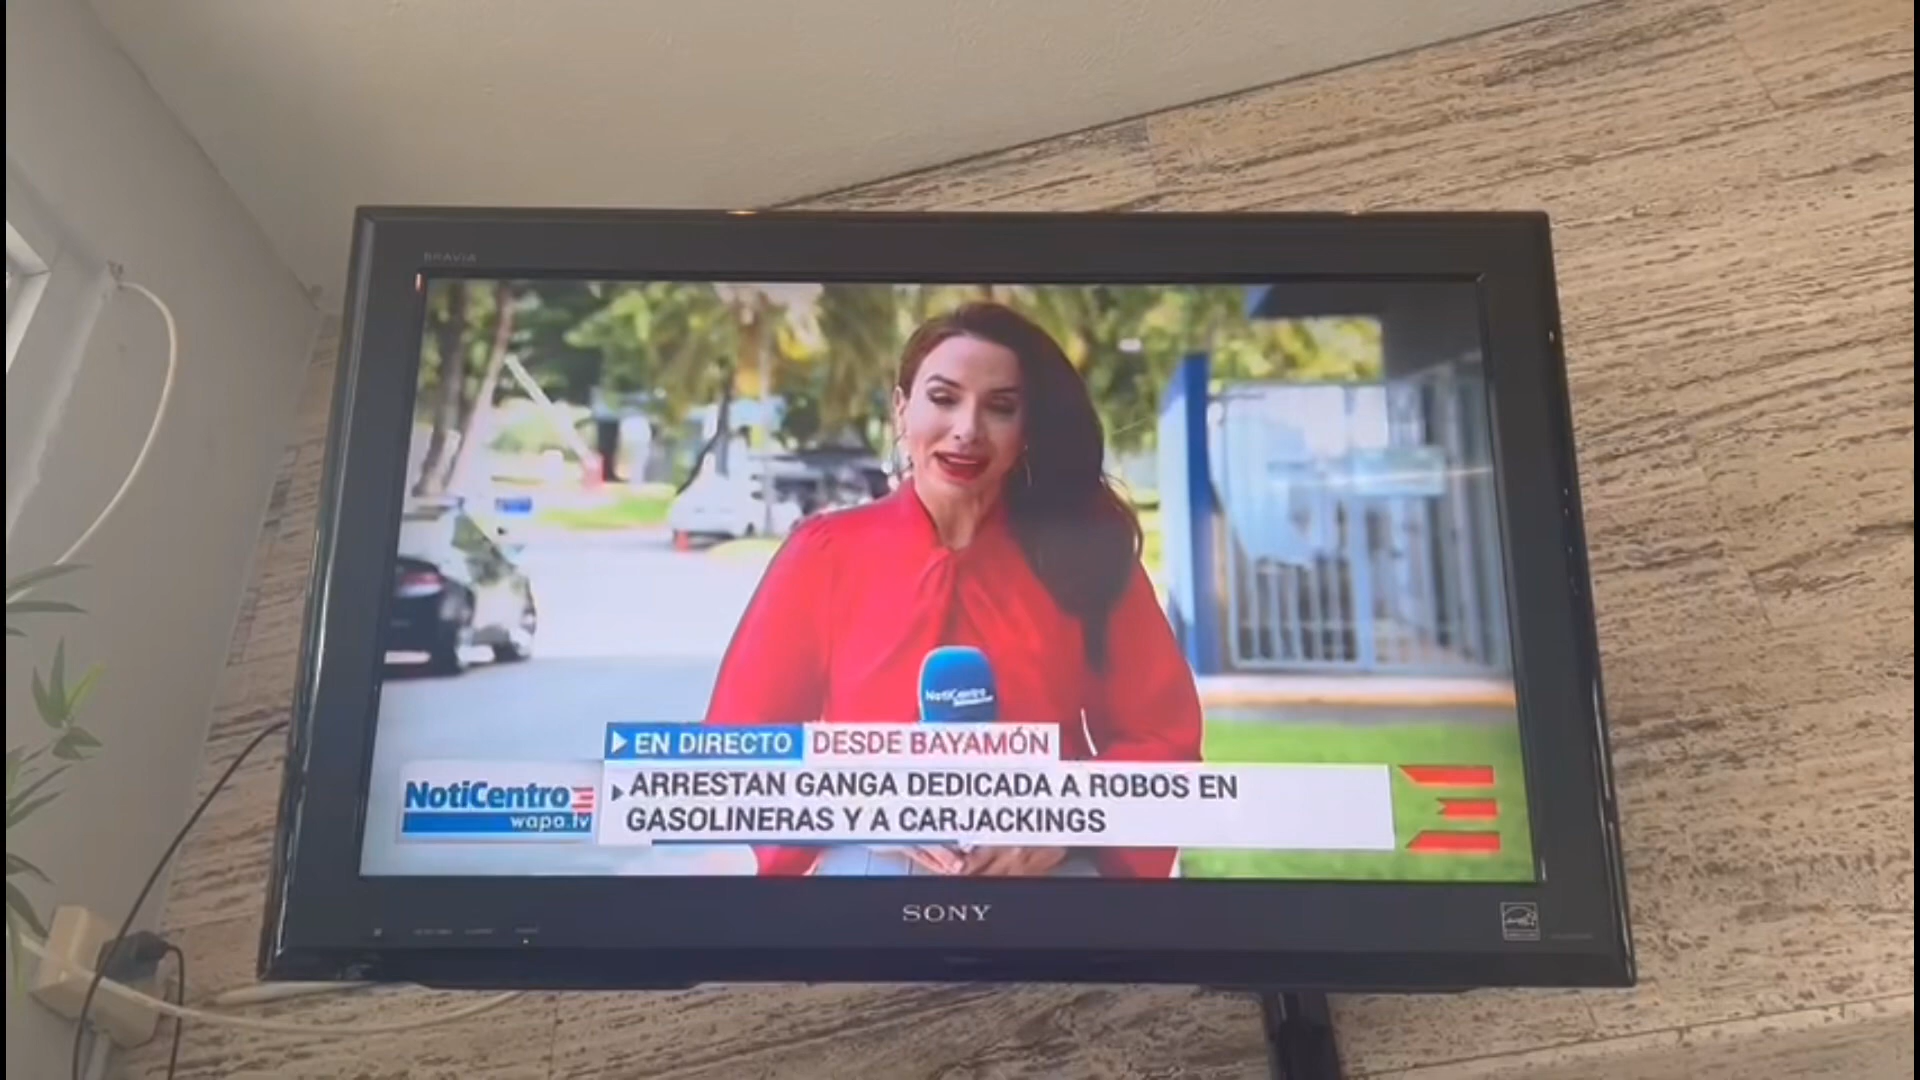 BRAVIA
NotiCentro
EN DIRECTO DESDE BAYAMÓN
ARRESTAN GANGA DEDICADA A ROBOS EN
GASOLINERAS Y A CARJACKINGS
NotiCentro
wapa.tv
SONY